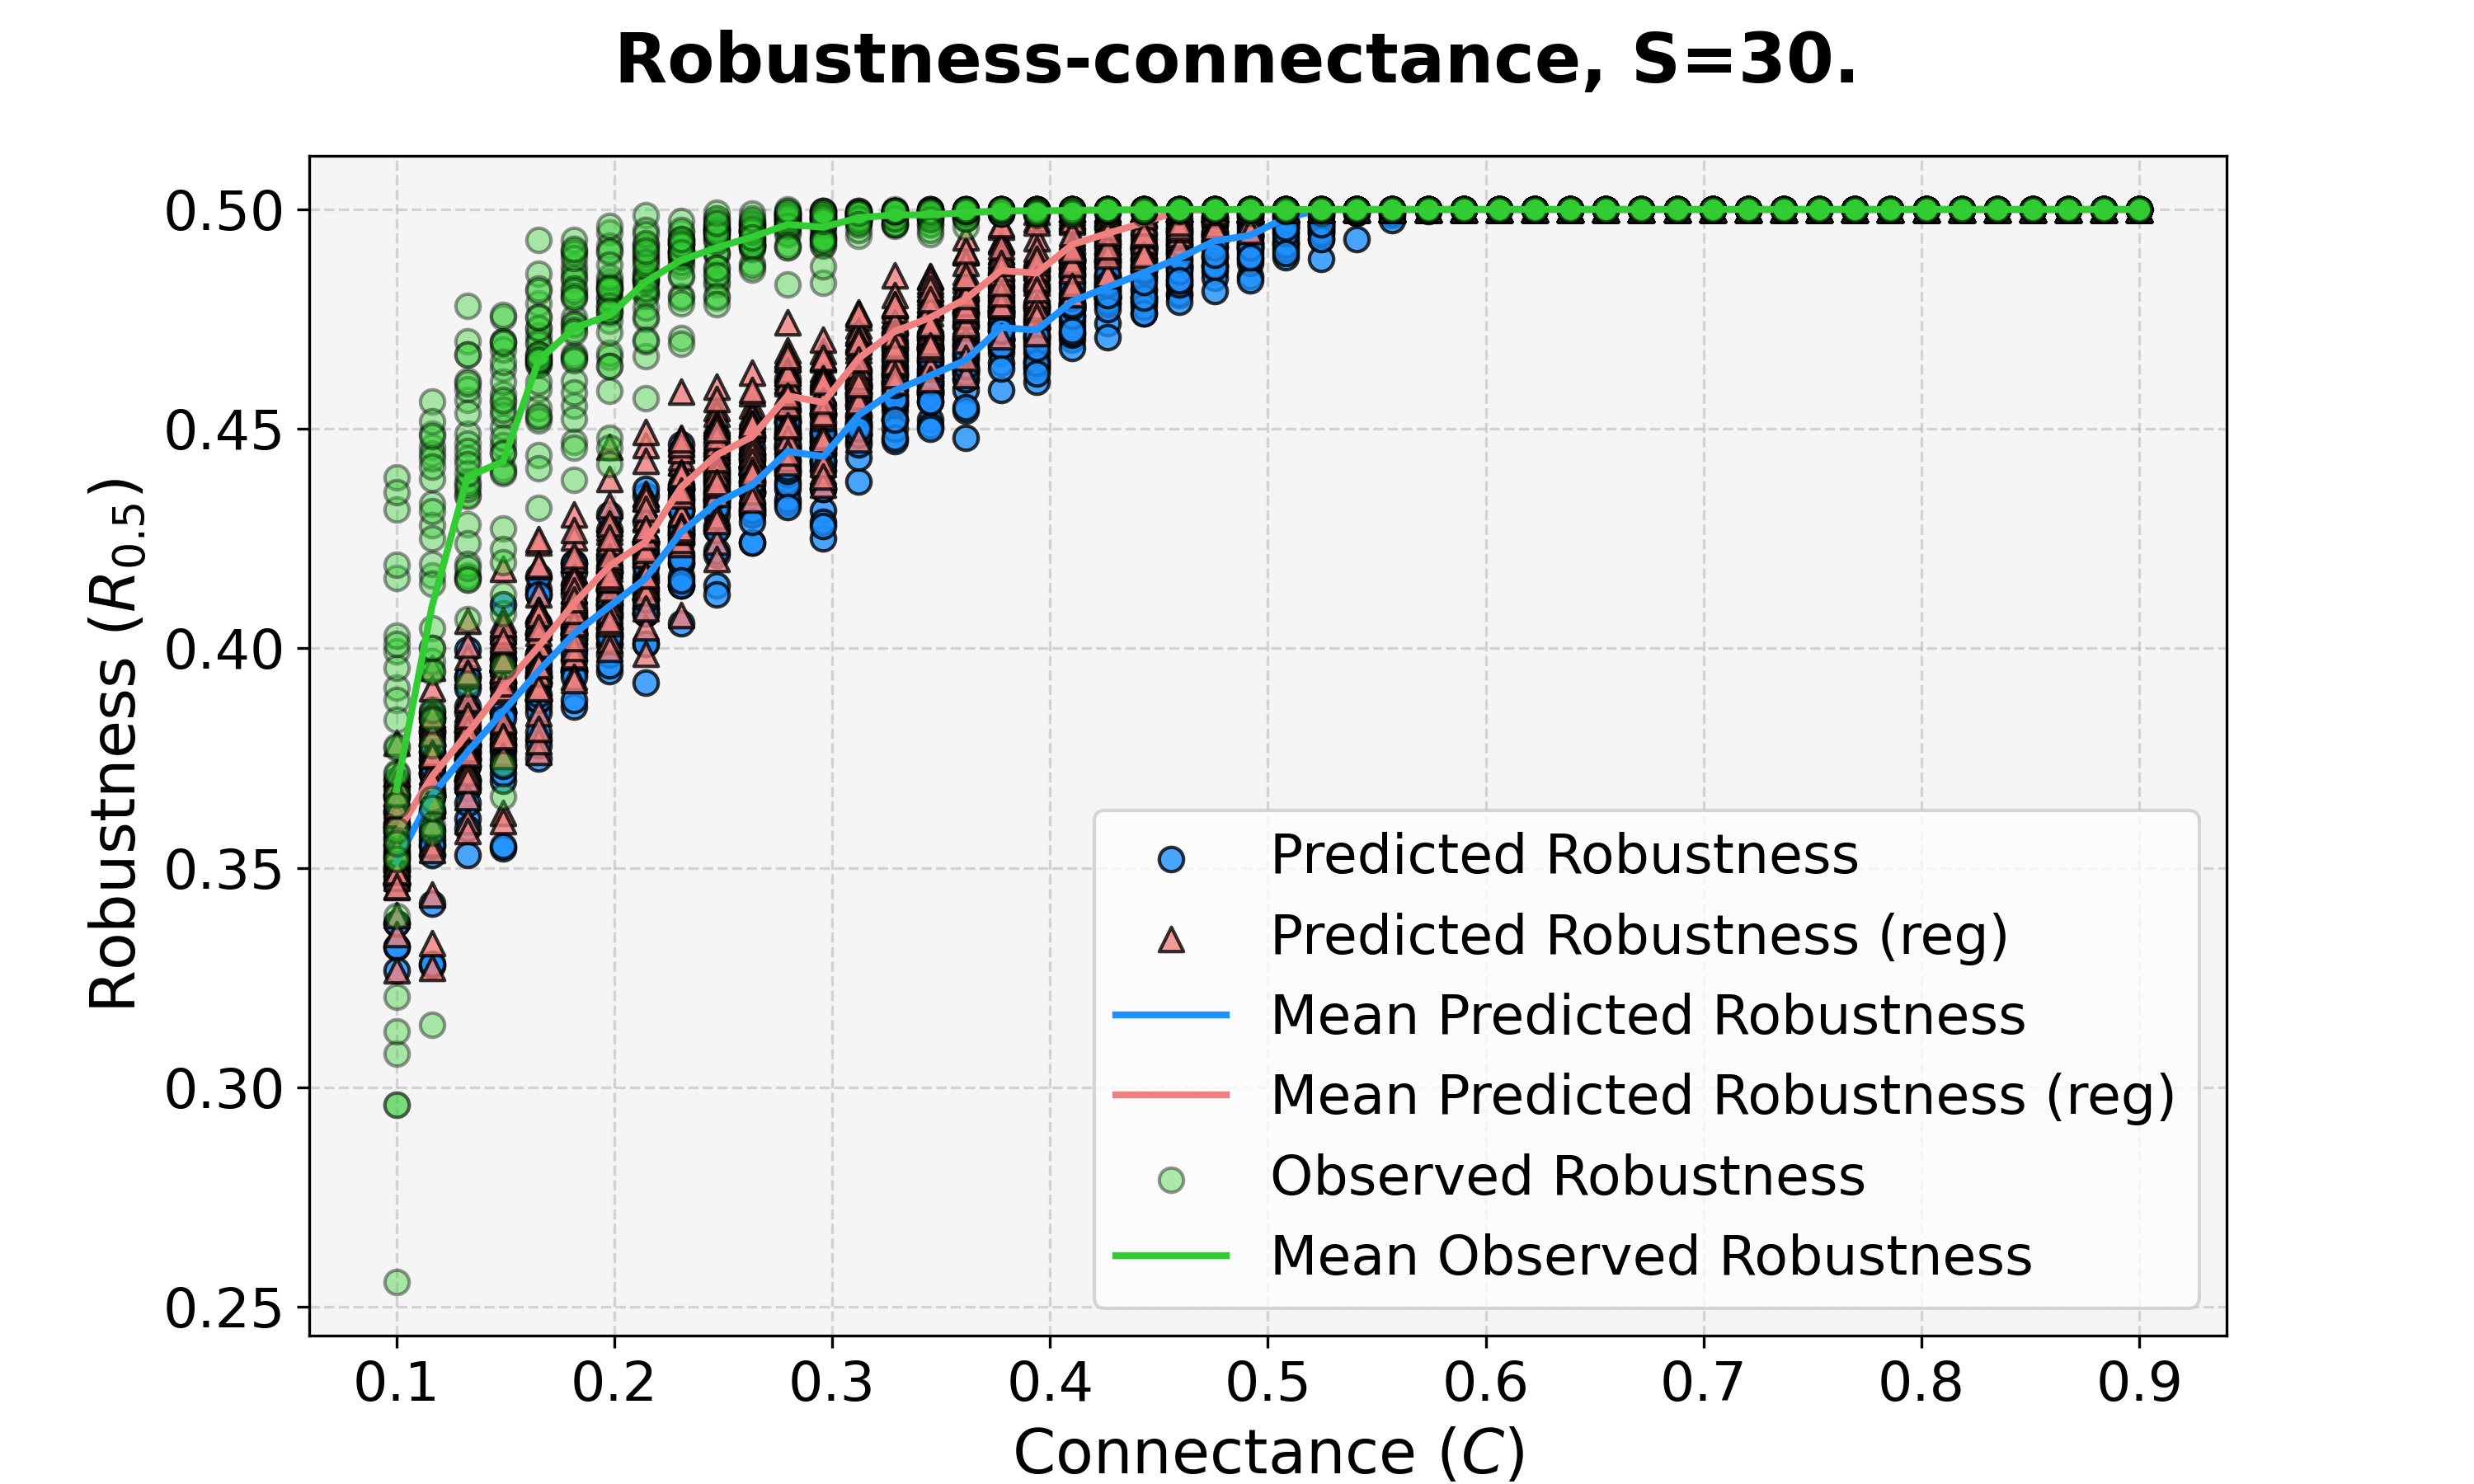 Robustness-connectance, S=30.
Robustness (R0.5)
0.50
0.45
0.40
0.35
0.30
0.25
0.1 0.2 0.3 0.4 0.5 0.6 0.7 0.8 0.9
Connectance (C)
Predicted Robustness
Predicted Robustness (reg)
Mean Predicted Robustness
Mean Predicted Robustness (reg)
Observed Robustness
Mean Observed Robustness